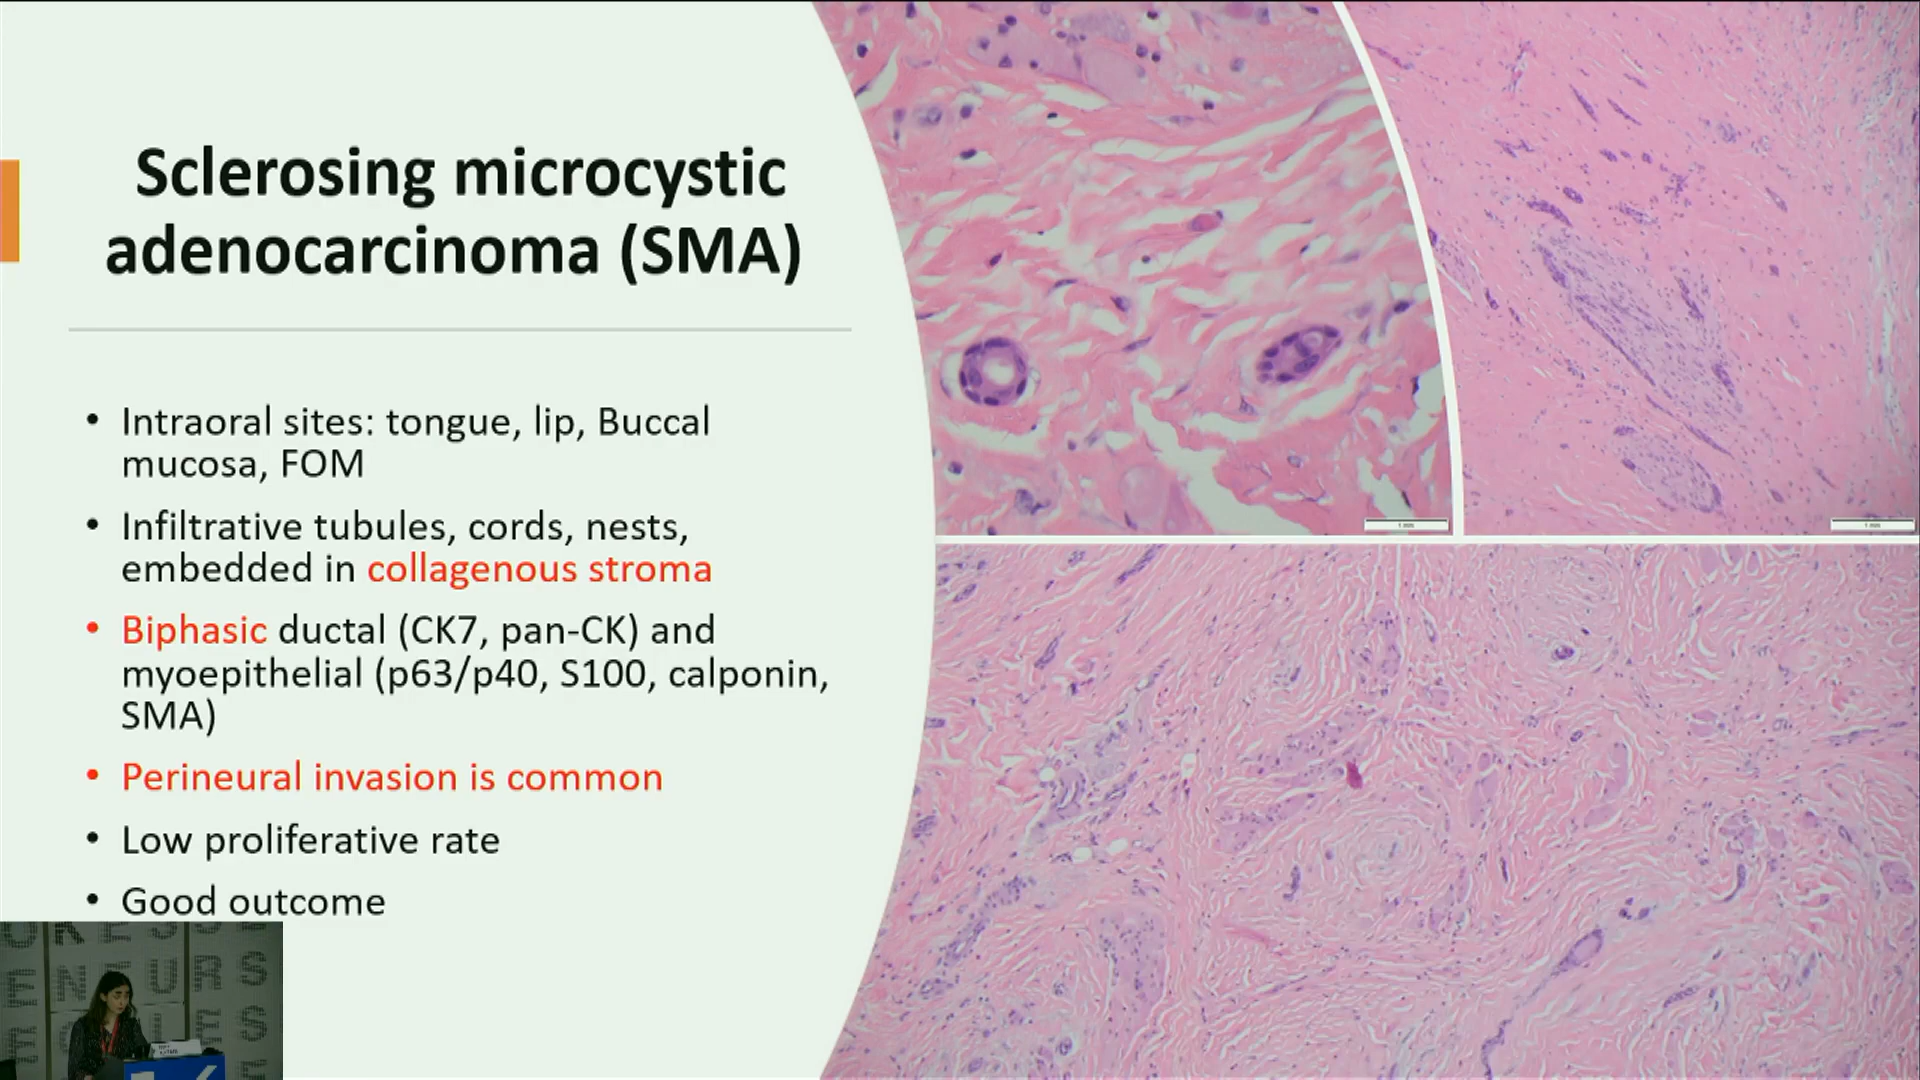 Sclerosing microcystic
adenocarcinoma (SMA)
• Intraoral sites: tongue, lip, Buccal
mucosa, FOM
• Infiltrative tubules, cords, nests,
embedded in collagenous stroma
• Biphasic ductal (CK7, pan-CK) and
myoepithelial (p63/p40, S100, calponin,
SMA)
• Perineural invasion is common
• Low proliferative rate
• Good outcome